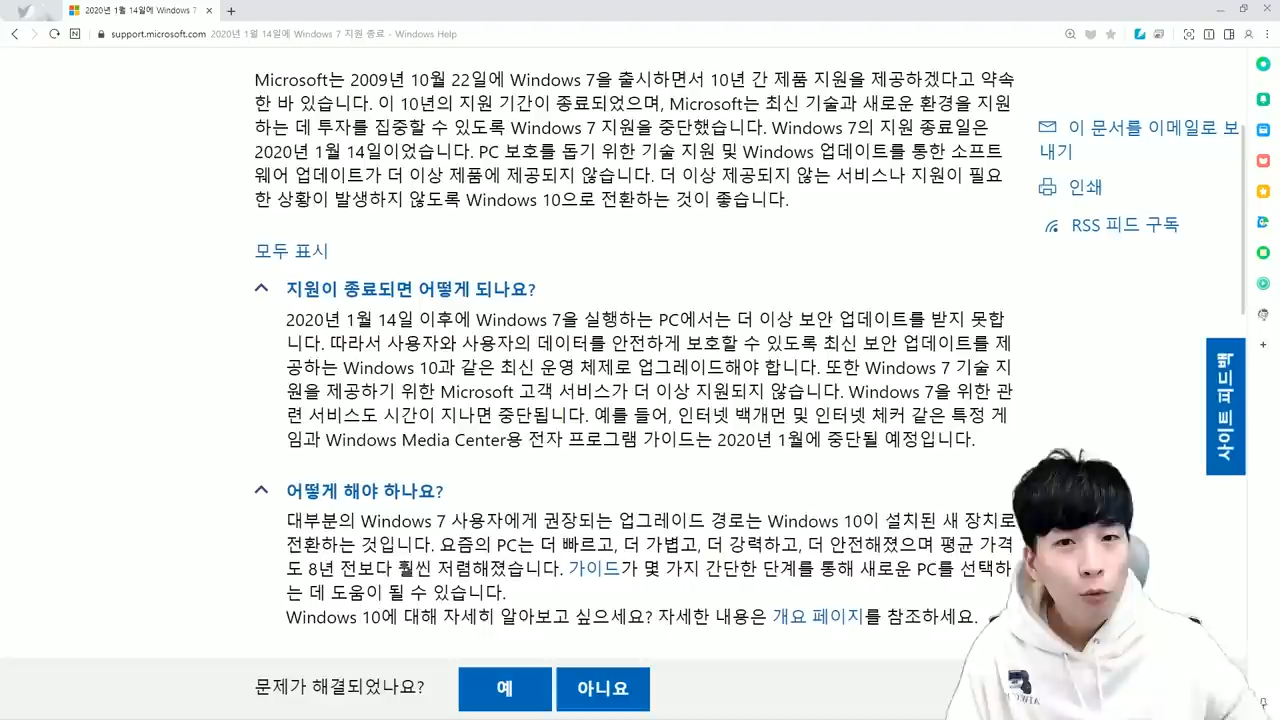 2020년 1월 14일에 Windows 7
support.microsoft.com 2020년 1월 14일에 Windows 7 지원 종료 - Windows Help
Microsoft는 2009년 10월 22일에 Windows 7을 출시하면서 10년 간 제품 지원을 제공하겠다고 약속
한 바 있습니다. 이 10년의 지원 기간이 종료되었으며, Microsoft는 최신 기술과 새로운 환경을 지원
하는 데 투자를 집중할 수 있도록 Windows 7 지원을 중단했습니다. Windows 7의 지원 종료일은
2020년 1월 14일이었습니다. PC 보호를 돕기 위한 기술 지원 및 Windows 업데이트를 통한 소프트
웨어 업데이트가 더 이상 제품에 제공되지 않습니다. 더 이상 제공되지 않는 서비스나 지원이 필요
한 상황이 발생하지 않도록 Windows 10으로 전환하는 것이 좋습니다.
이 문서를 이메일로 보
내기
인쇄
RSS 피드 구독
모두 표시
지원이 종료되면 어떻게 되나요?
2020년 1월 14일 이후에 Windows 7을 실행하는 PC에서는 더 이상 보안 업데이트를 받지 못합
니다. 따라서 사용자와 사용자의 데이터를 안전하게 보호할 수 있도록 최신 보안 업데이트를 제
공하는 Windows 10과 같은 최신 운영 체제로 업그레이드해야 합니다. 또한 Windows 7 기술 지
원을 제공하기 위한 Microsoft 고객 서비스가 더 이상 지원되지 않습니다. Windows 7을 위한 관
련 서비스도 시간이 지나면 중단됩니다. 예를 들어, 인터넷 백개먼 및 인터넷 체커 같은 특정 게
임과 Windows Media Center용 전자 프로그램 가이드는 2020년 1월에 중단될 예정입니다.
사이트 피드백
어떻게 해야 하나요?
대부분의 Windows 7 사용자에게 권장되는 업그레이드 경로는 Windows 10이 설치된 새 장치로
전환하는 것입니다. 요즘의 PC는 더 빠르고, 더 가볍고, 더 강력하고, 더 안전해졌으며 평균 가격
도 8년 전보다 훨씬 저렴해졌습니다. 가이드가 몇 가지 간단한 단계를 통해 새로운 PC를 선택하
는 데 도움이 될 수 있습니다.
Windows 10에 대해 자세히 알아보고 싶으세요? 자세한 내용은 개요 페이지를 참조하세요.
문제가 해결되었나요?
예
아니요